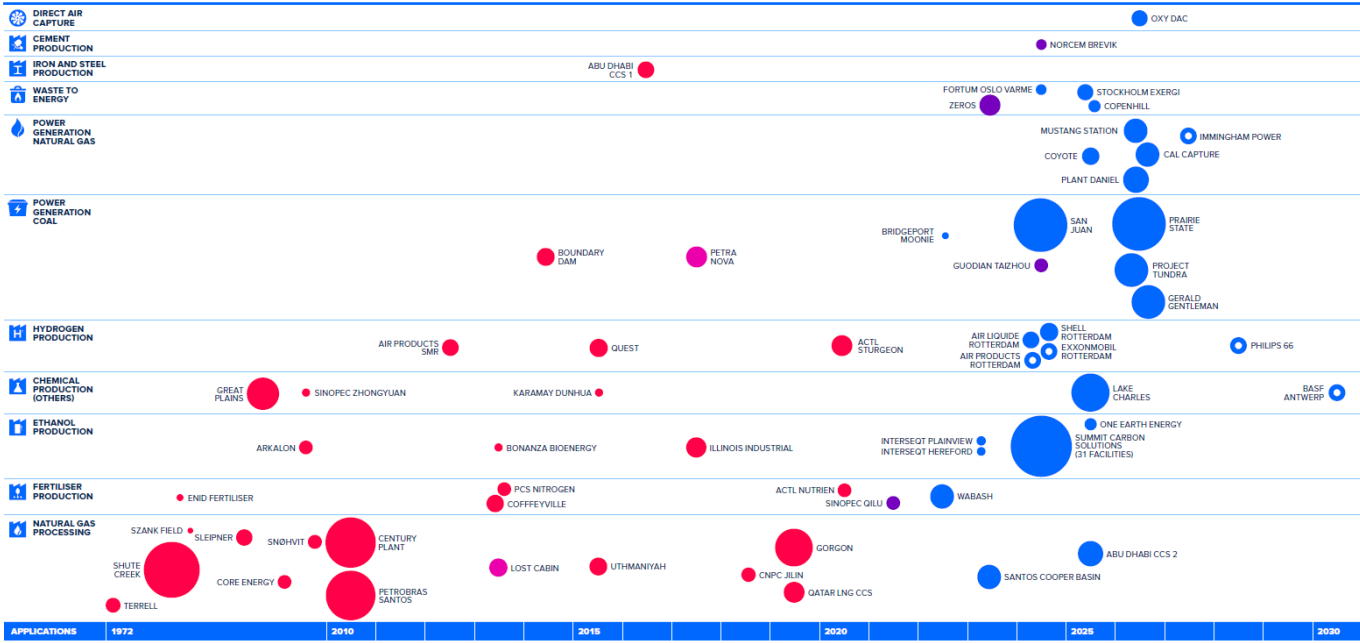 DIRECT AIR
CAPTURE
OXY DAC
CEMENT
PRODUCTION
NORCEM BREVIK
IRON AND STEEL
PRODUCTION
ABU DHABI
CCS 1
WASTE TO
ENERGY
FORTUM OSLO VARME
STOCKHOLM EXERGI
ZEROS
COPENHILL
POWER
GENERATION
NATURAL GAS
MUSTANG STATION
IMMINGHAM POWER
COYOTE
CAL CAPTURE
PLANT DANIEL
POWER
GENERATION
COAL
BOUNDARY
DAM
PETRA
NOVA
BRIDGEPORT
MOONIE
SAN
JUAN
PRAIRIE
STATE
GUODIAN TAIZHOU
PROJECT
TUNDRA
GERALD
GENTLEMAN
HYDROGEN
PRODUCTION
AIR PRODUCTS
SMR
QUEST
ACTL
STURGEON
AIR LIQUIDE
ROTTERDAM
SHELL
ROTTERDAM
AIR PRODUCTS
ROTTERDAM
EXXONMOBIL
ROTTERDAM
PHILIPS 66
CHEMICAL
PRODUCTION
(OTHERS)
GREAT
PLAINS
SINOPEC ZHONGYUAN
KARAMAY DUNHUA
LAKE
CHARLES
BASF
ANTWERP
ETHANOL
PRODUCTION
ARKALON
BONANZA BIOENERGY
ILLINOIS INDUSTRIAL
INTERSEQT PLAINVIEW
INTERSEQT HEREFORD
ONE EARTH ENERGY
SUMMIT CARBON
SOLUTIONS
(31 FACILITIES)
FERTILISER
PRODUCTION
ENID FERTILISER
PCS NITROGEN
COFFFEYVILLE
ACTL NUTRIEN
SINOPEC QILU
WABASH
NATURAL GAS
PROCESSING
SZANK FIELD
SLEIPNER
SNØHVIT
CENTURY
PLANT
SHUTE
CREEK
CORE ENERGY
PETROBRAS
SANTOS
TERRELL
LOST CABIN
UTHMANIYAH
GORGON
CNPC JILIN
QATAR LNG CCS
SANTOS COOPER BASIN
ABU DHABI CCS 2
APPLICATIONS 1972 2010 2015 2020 2025 2030